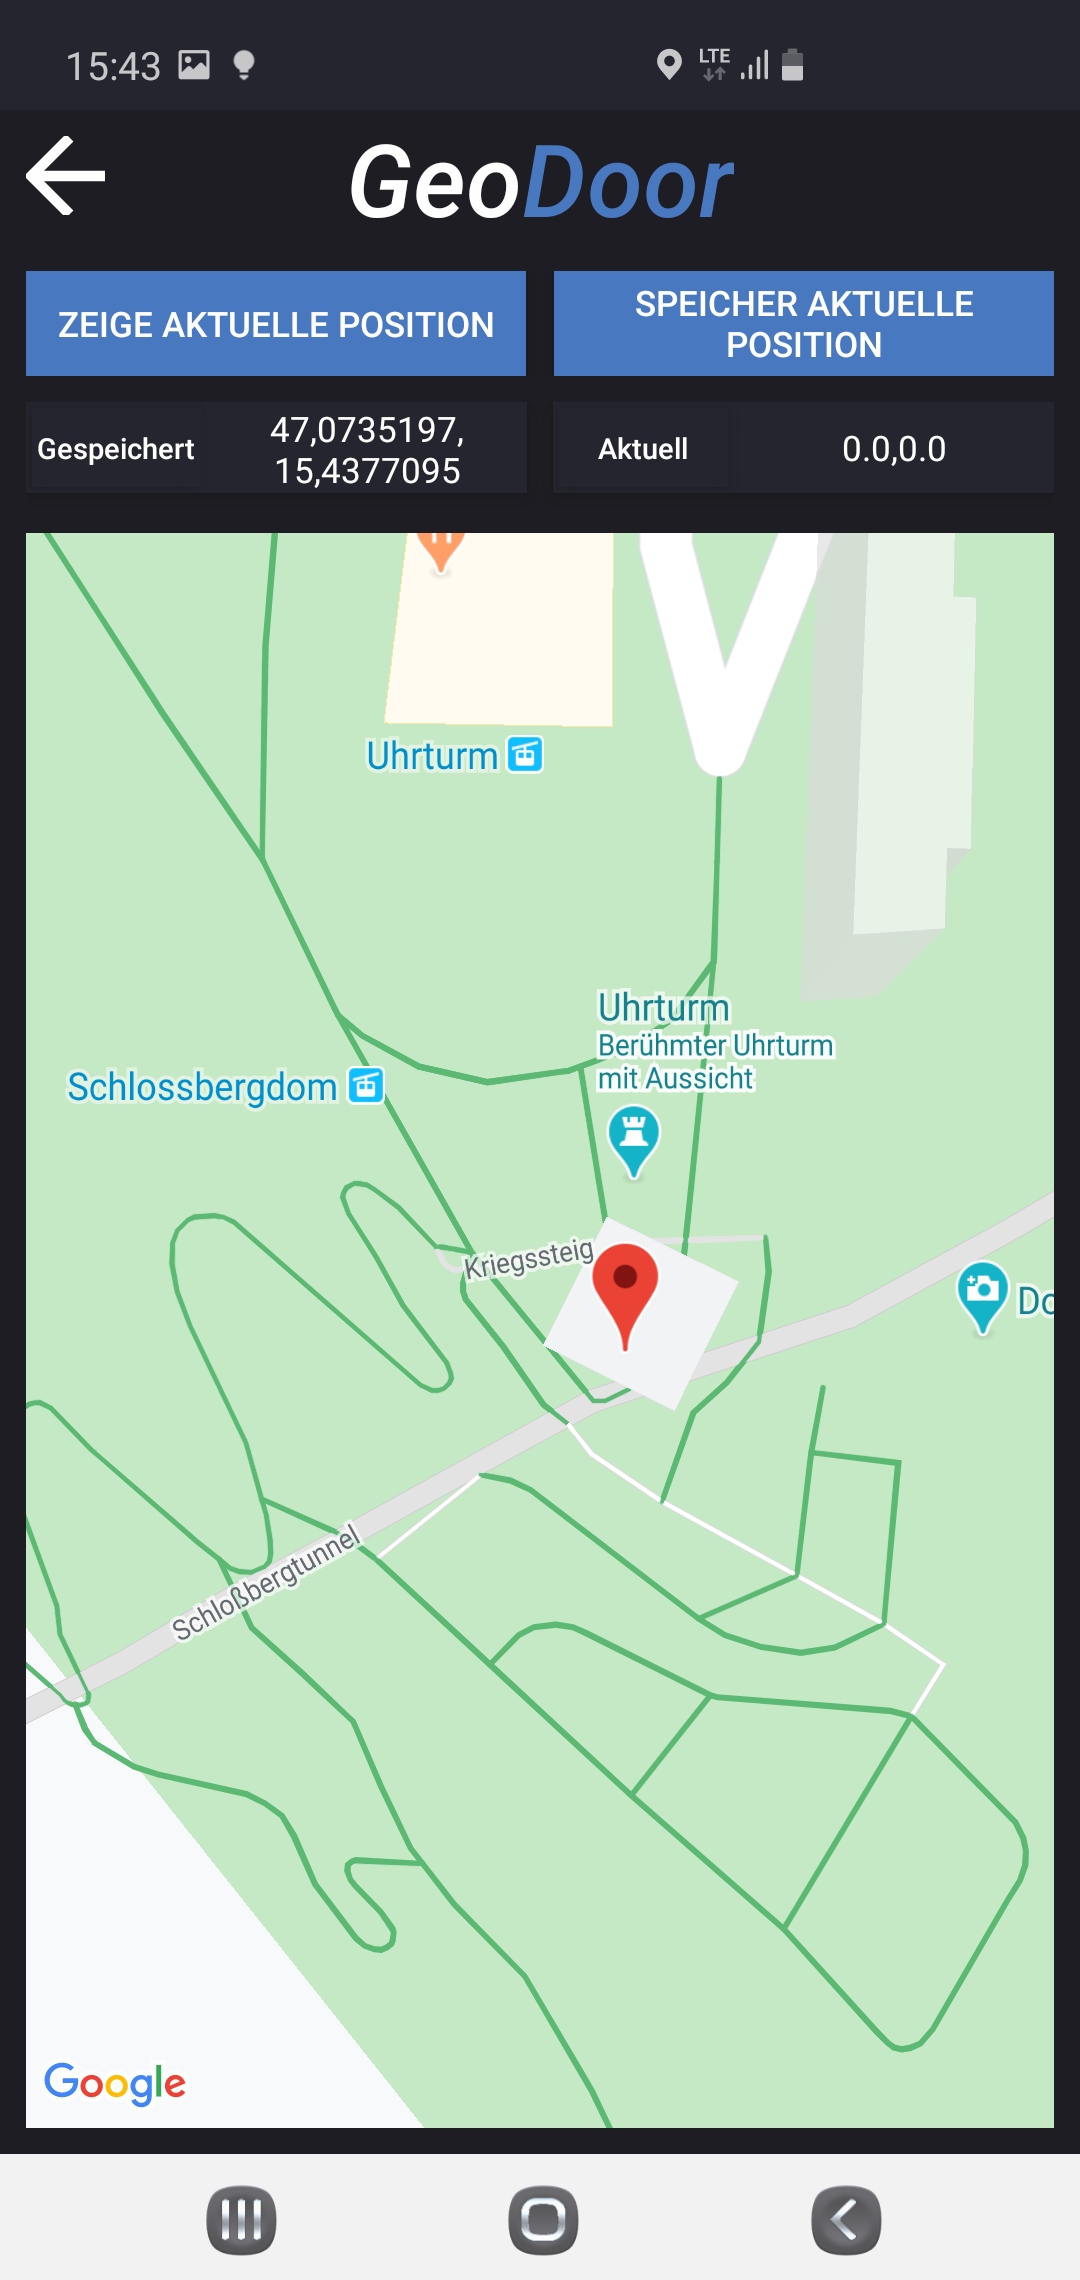 15:43
LTE
GeoDoor
ZEIGE AKTUELLE POSITION
SPEICHER AKTUELLE
POSITION
Gespeichert
47,0735197,
15,4377095
Aktuell
0.0,0.0
Uhrturm
Uhrturm
Berühmter Uhrturm
mit Aussicht
Schlossbergdom
Kriegssteig
Do
Schloßbergtunnel
Google